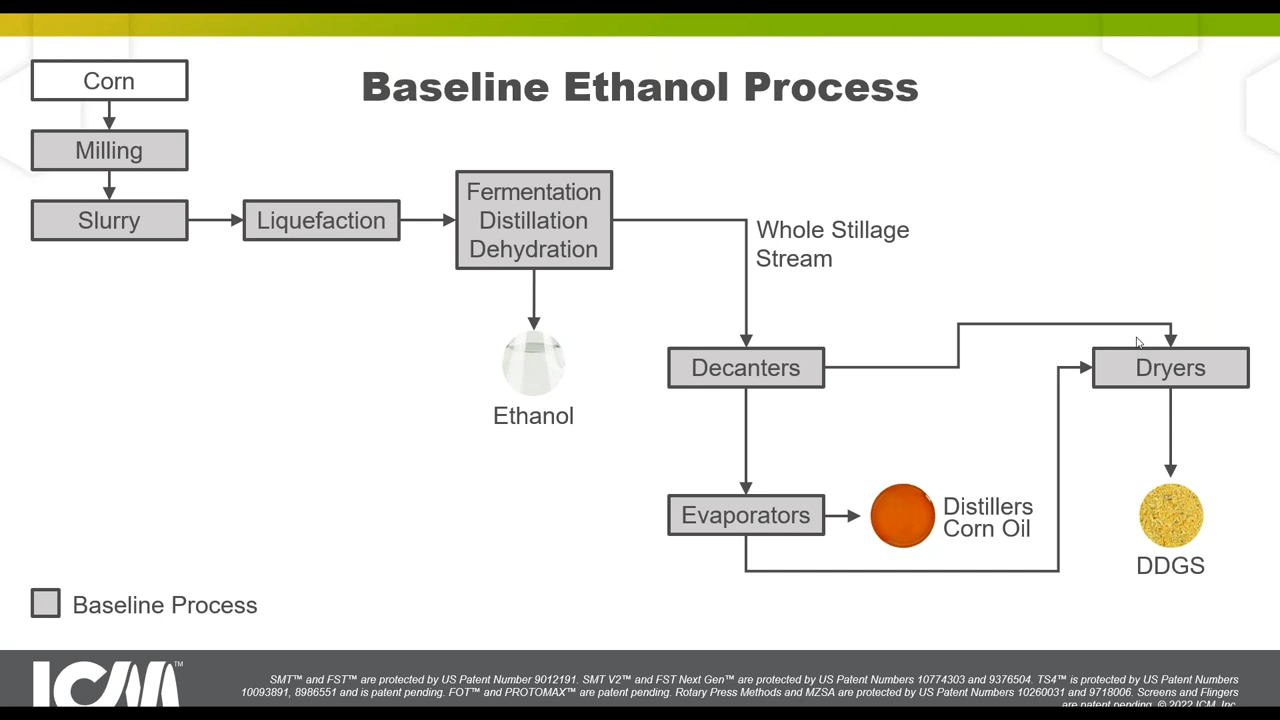 Baseline Ethanol Process
Corn
Milling
Slurry
Liquefaction
Fermentation
Distillation
Dehydration
Whole Stillage
Stream
Ethanol
Decanters
Dryers
Evaporators
Distillers
Corn Oil
DDGS
Baseline Process
ICM™
SMT™ and FST™ are protected by US Patent Number 9012191. SMT V2™ and FST Next Gen™ are protected by US Patent Numbers 10774303 and 9376504. TS4™ is protected by US Patent Numbers
10093891, 8986551 and is patent pending. FOT™ and PROTOMAX™ are patent pending. Rotary Press Methods and MZSA are protected by US Patent Numbers 10260031 and 9718006. Screens and Flingers
are patent pending. © 2022 ICM, Inc.